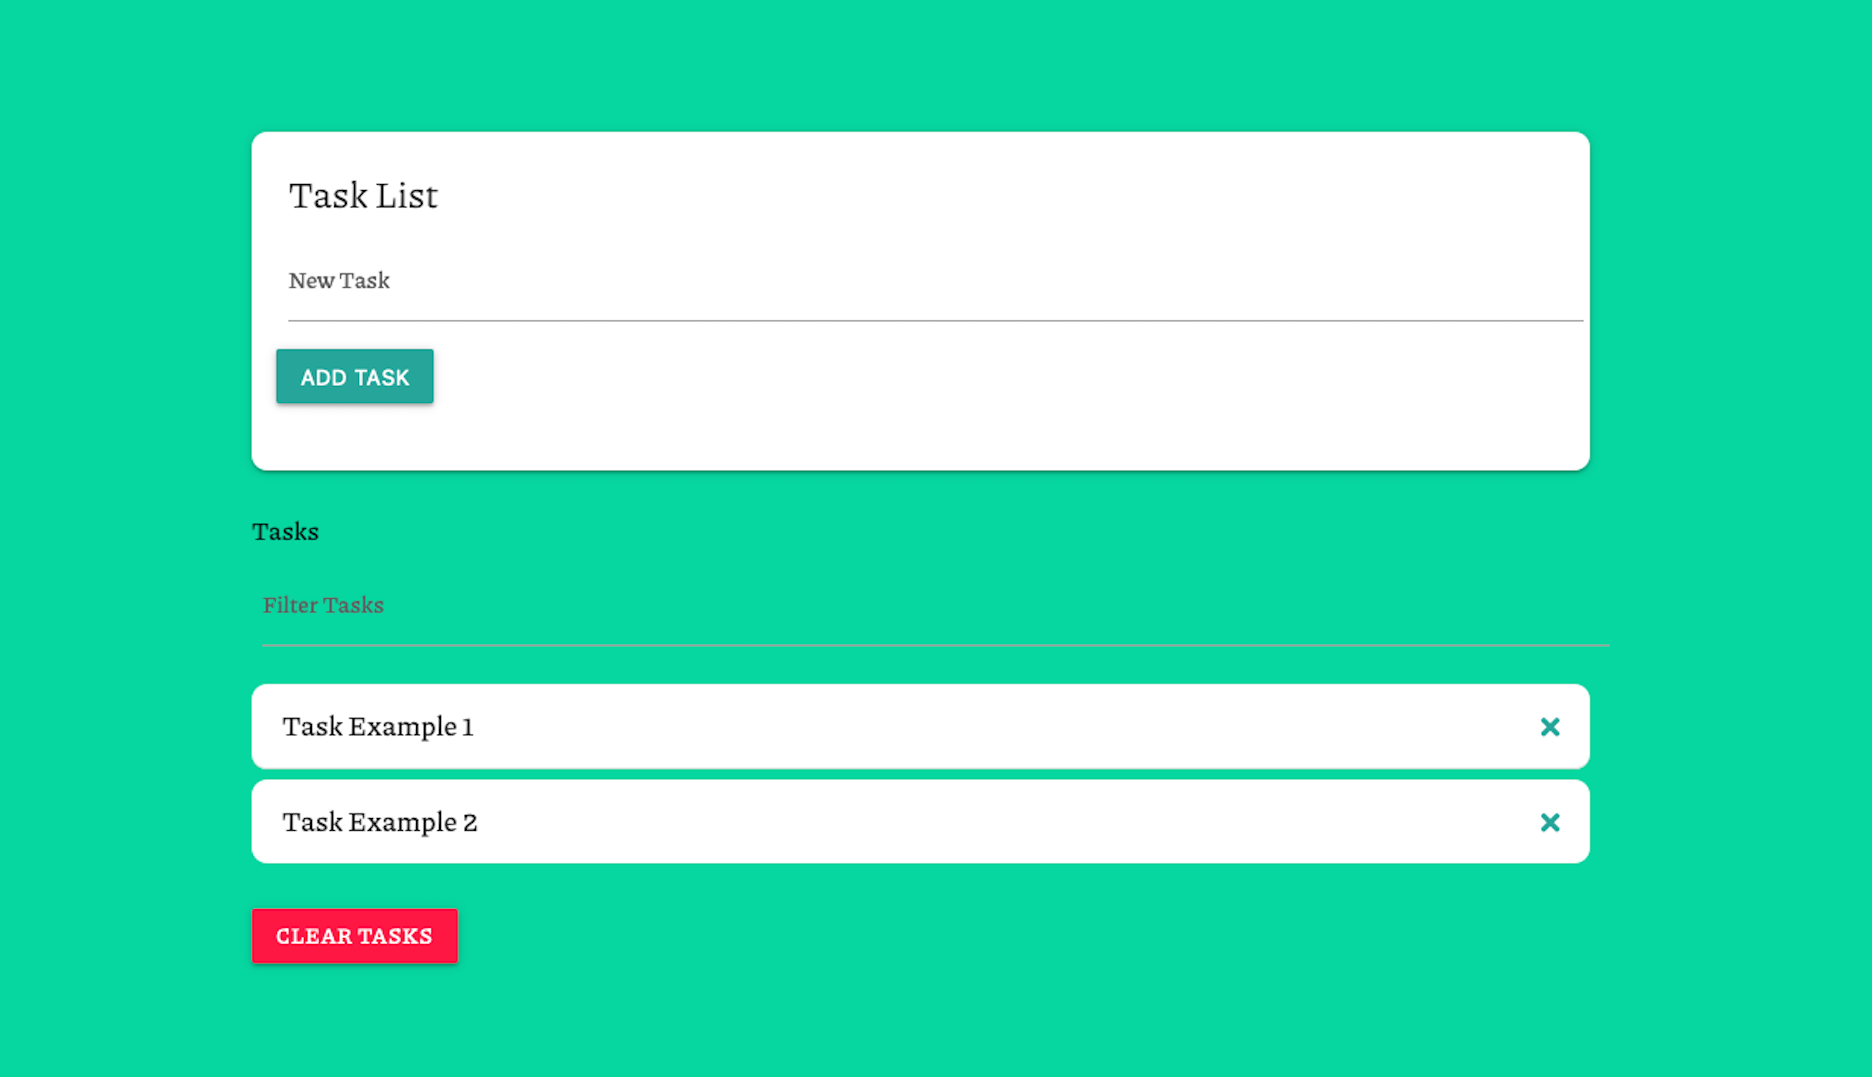 Task List
New Task
ADD TASK
Tasks
Filter Tasks
Task Example 1
Task Example 2
CLEAR TASKS